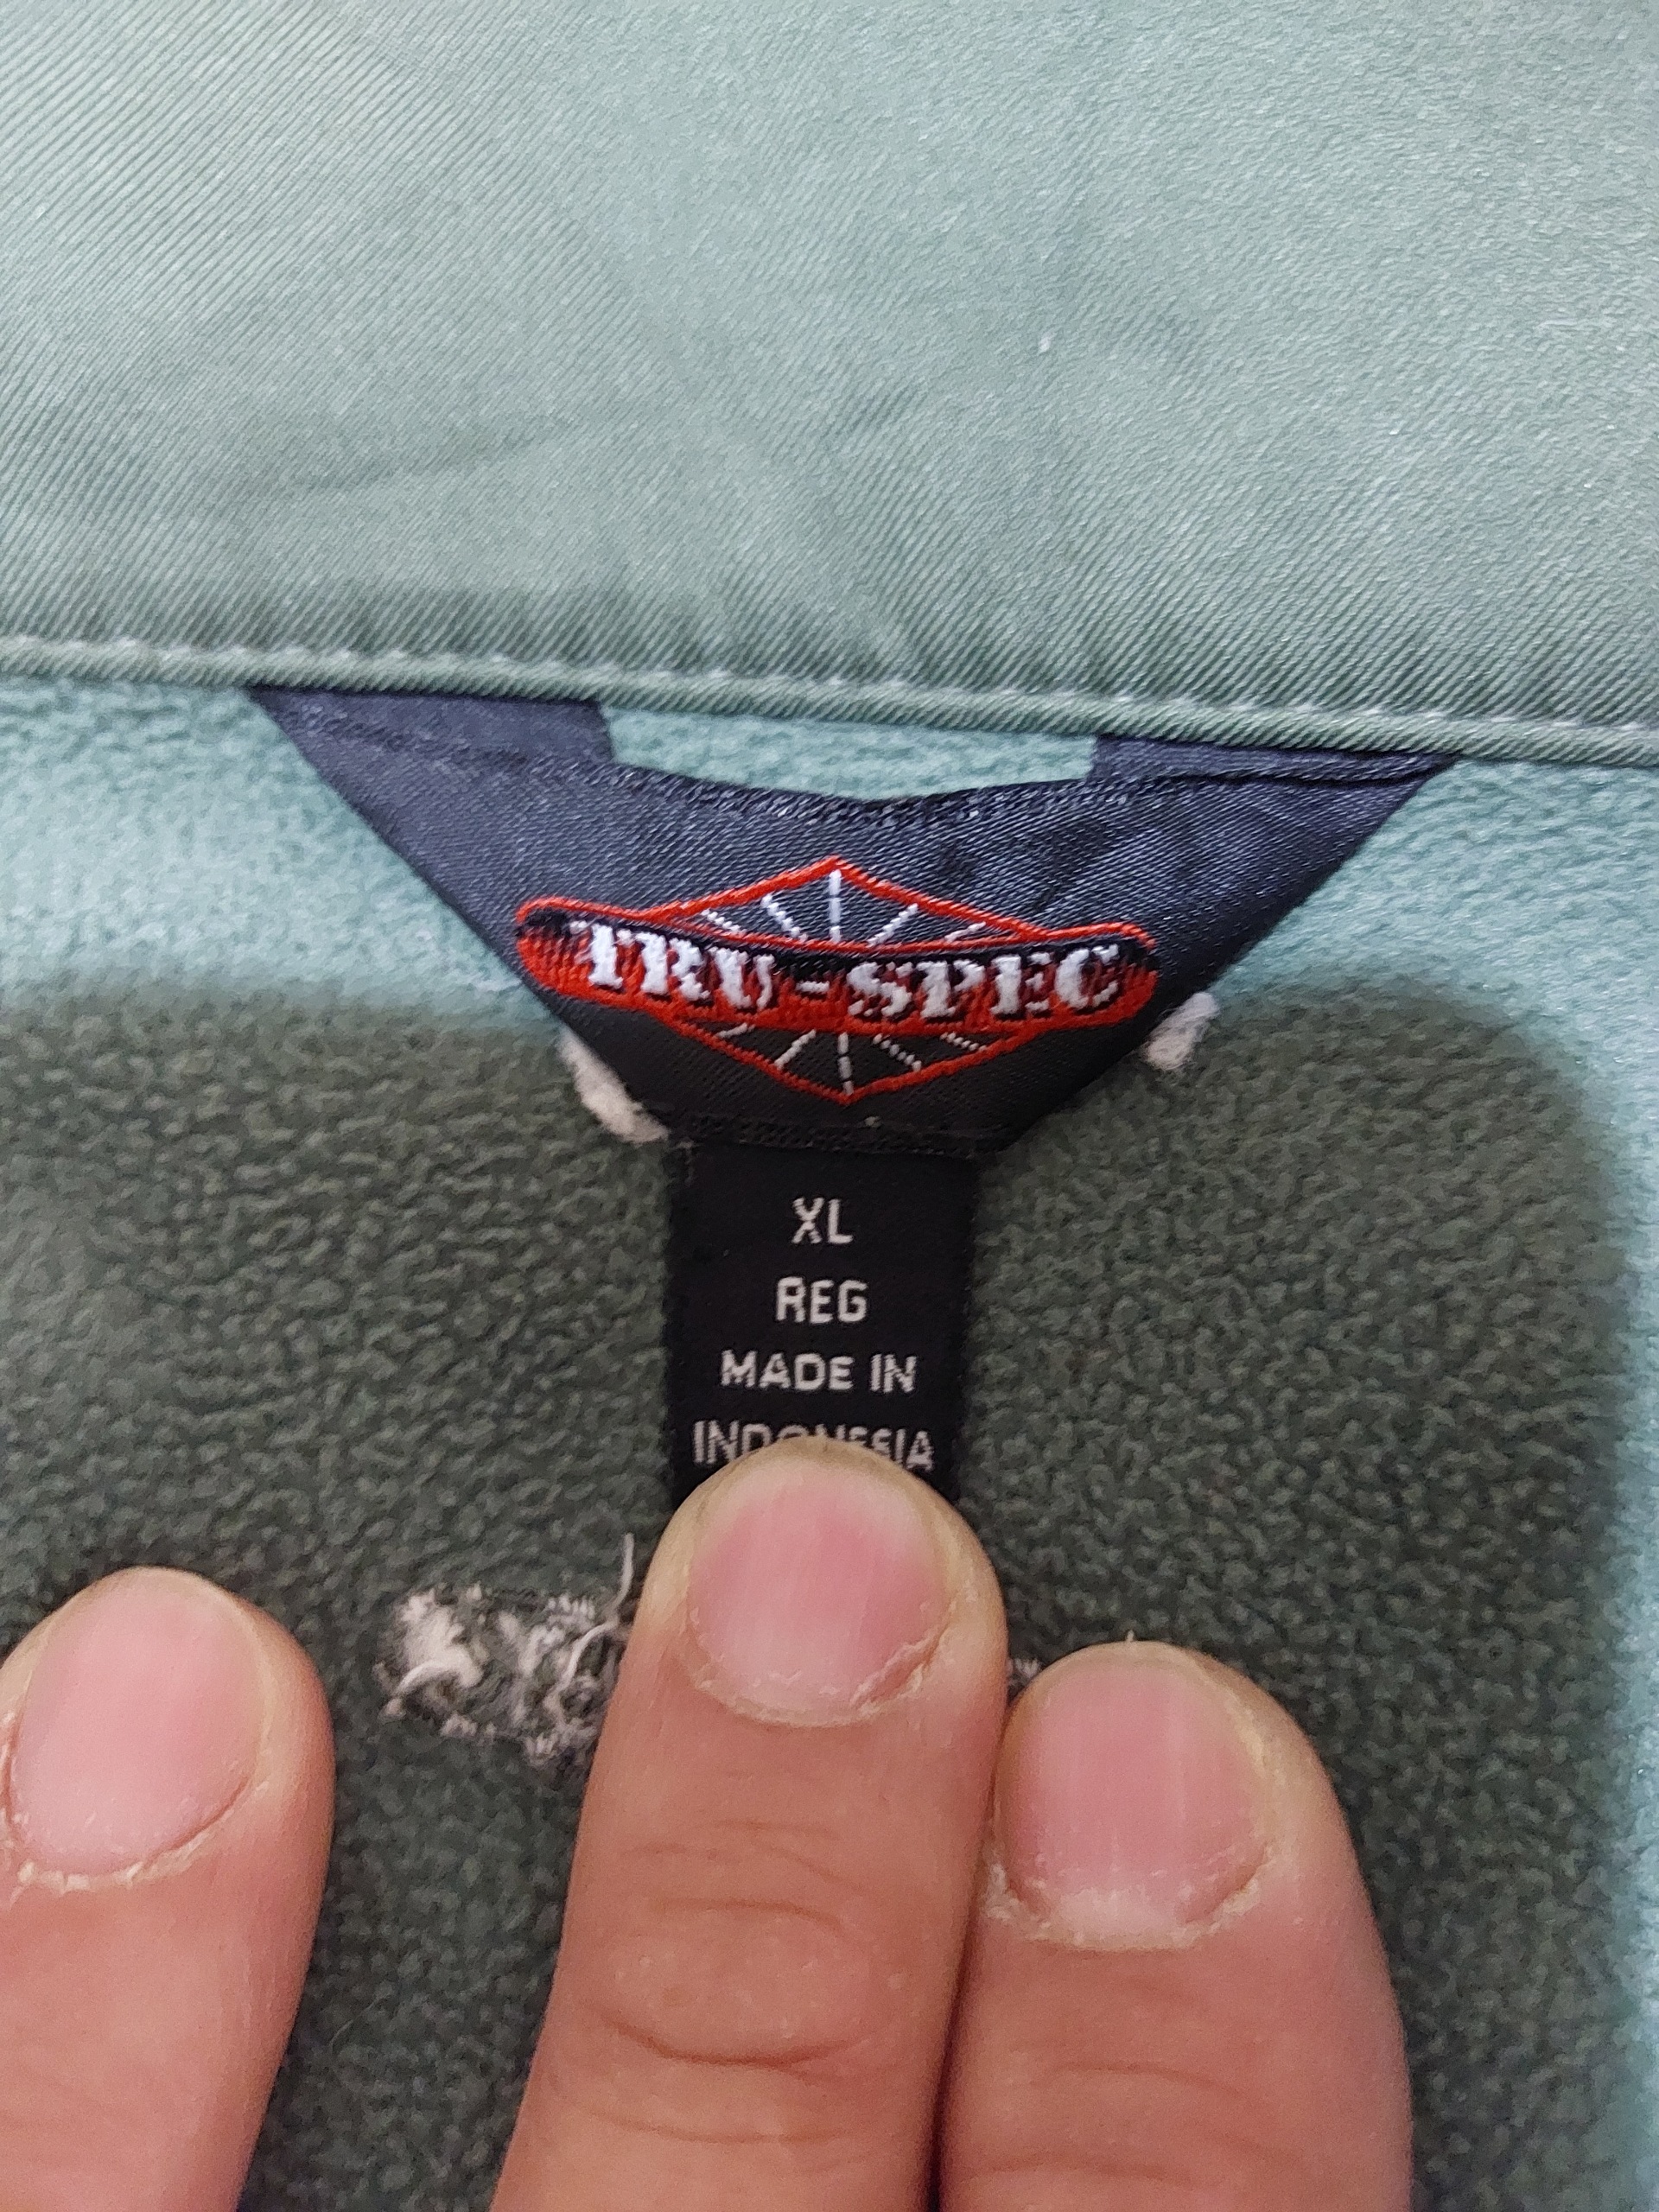 TRU-SPEC
XL
REG
MADE IN
INDONESIA